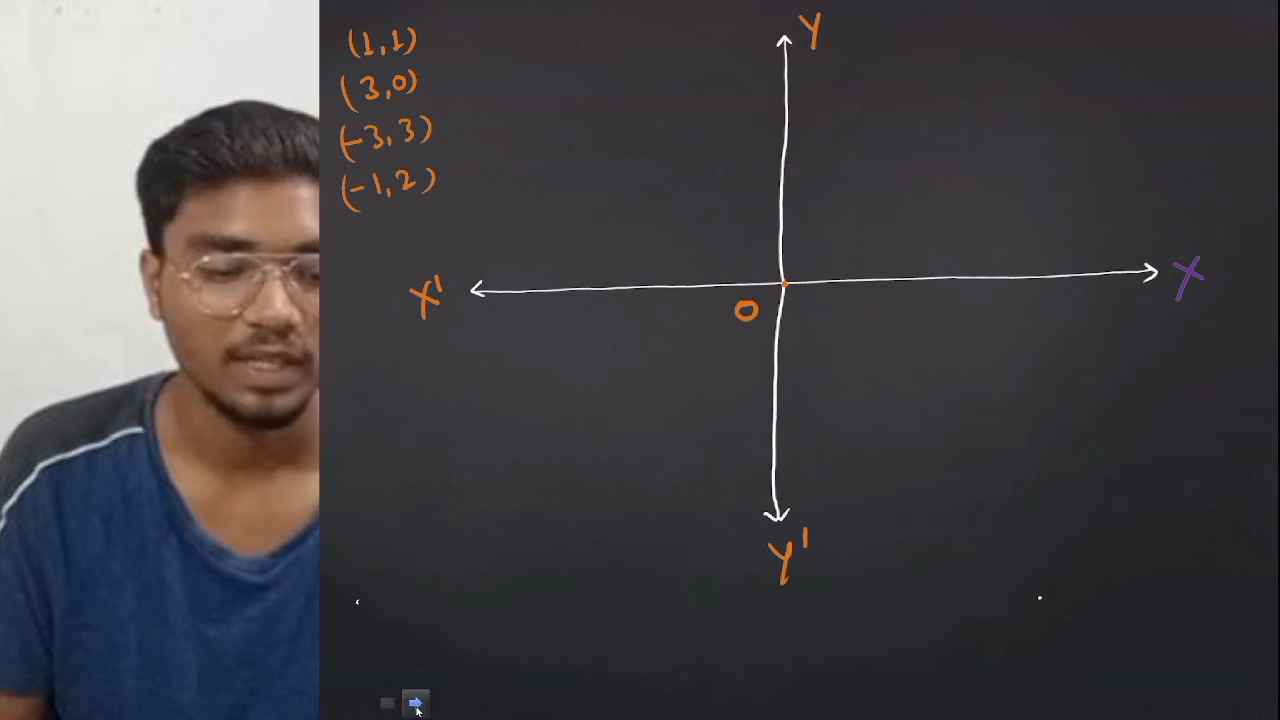 (1,1)
(3,0)
(-3,3)
(-1,2)
Y
X'
O
X
Y'